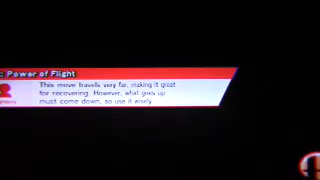 : Power of Flight
This move travels very far, making it great
for recovering. However, what goes up
must come down, so use it wisely.